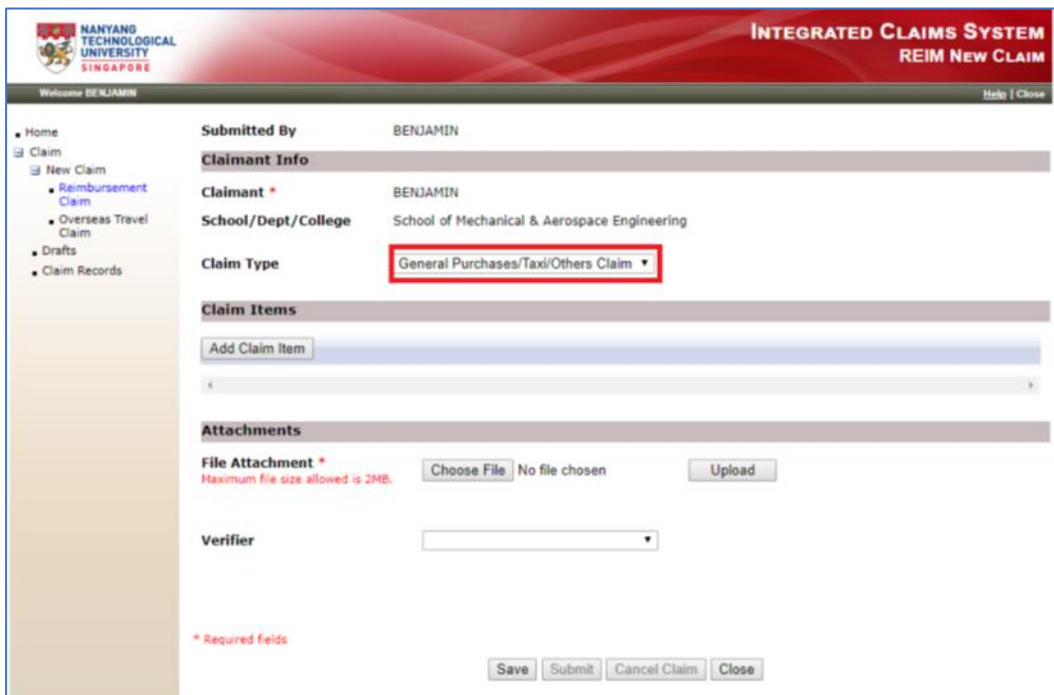 NANYANG
TECHNOLOGICAL
UNIVERSITY
SINGAPORE
INTEGRATED CLAIMS SYSTEM
REIM NEW CLAIM
Welcome BENJAMIN
Help | Close
Home
Claim
New Claim
Reimbursement
Claim
Overseas Travel
Claim
Drafts
Claim Records
Submitted By BENJAMIN
Claimant Info
Claimant * BENJAMIN
School/Dept/College School of Mechanical & Aerospace Engineering
Claim Type General Purchases/Taxi/Others Claim
Claim Items
Add Claim Item
Attachments
File Attachment * Choose File No file chosen Upload
Maximum file size allowed is 2MB.
Verifier
* Required fields
Save Submit Cancel Claim Close